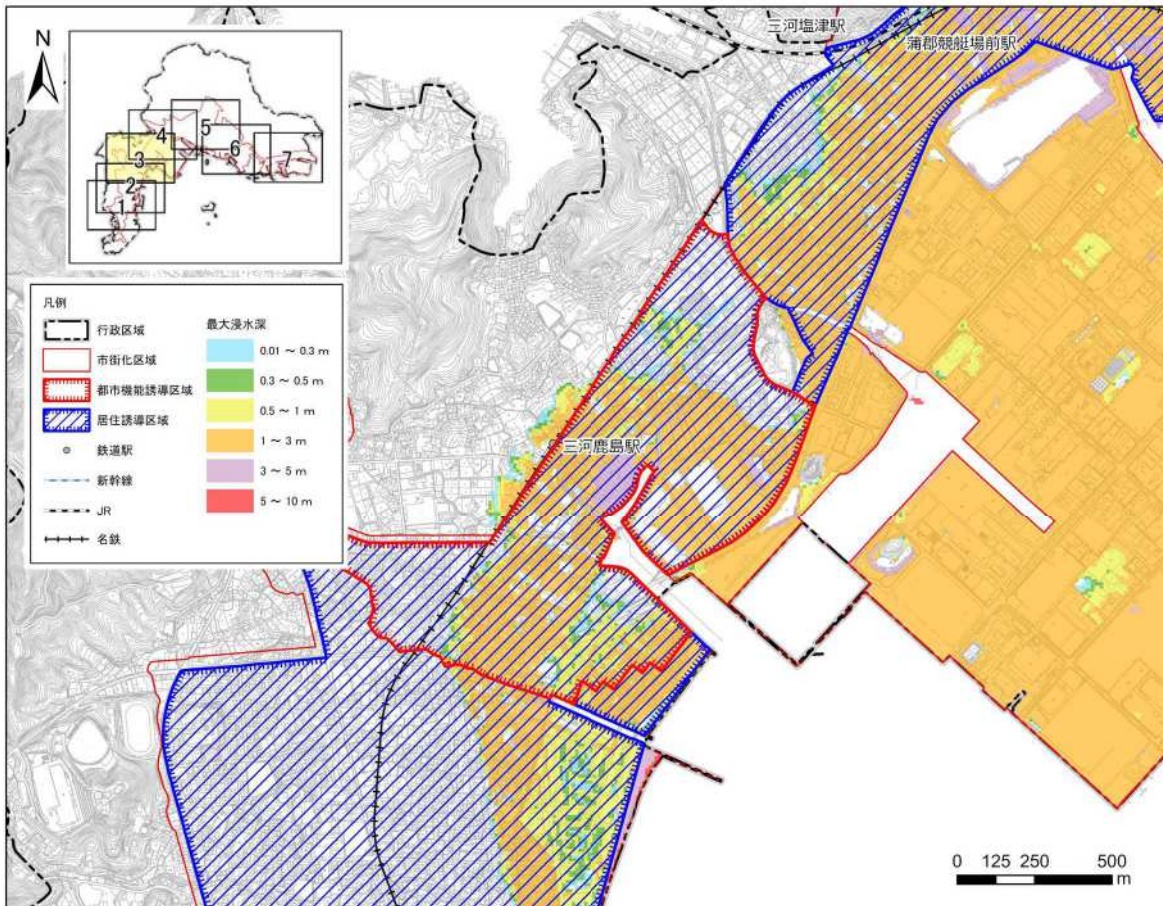 三河塩津駅
蒲郡競艇場前駅
N
4
5
6
7
3
2
1
凡例
行政区域
市街化区域
都市機能誘導区域
居住誘導区域
鉄道駅
新幹線
JR
名鉄
最大浸水深
0.01 ～ 0.3 m
0.3 ～ 0.5 m
0.5 ～ 1 m
1 ～ 3 m
3 ～ 5 m
5 ～ 10 m
三河鹿島駅
0 125 250 500
m